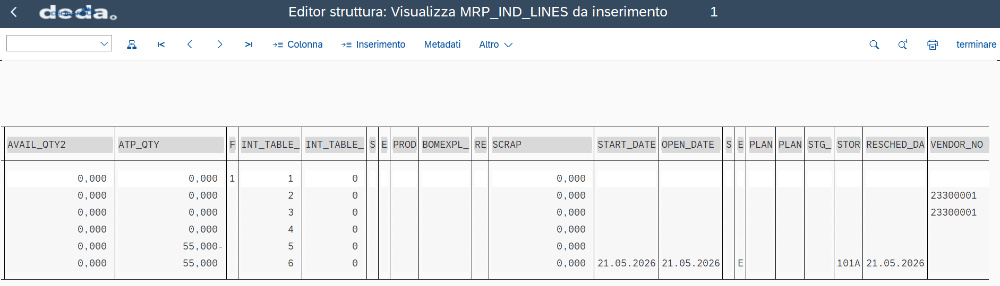 deda.
Editor struttura: Visualizza MRP_IND_LINES da inserimento 1
Colonna Inserimento Metadati Altro terminare
AVAIL_QTY2 ATP_QTY F INT_TABLE_ INT_TABLE_ S E PROD BOMEXPL_ RE SCRAP START_DATE OPEN_DATE S E PLAN PLAN STG_ STOR RESCHED_DA VENDOR_NO
0,000 0,000 1 1 0 0,000
0,000 0,000 2 0 0,000 23300001
0,000 0,000 3 0 0,000 23300001
0,000 0,000 4 0 0,000
0,000 55,000- 5 0 0,000
0,000 55,000 6 0 0,000 21.05.2026 21.05.2026 E 101A 21.05.2026